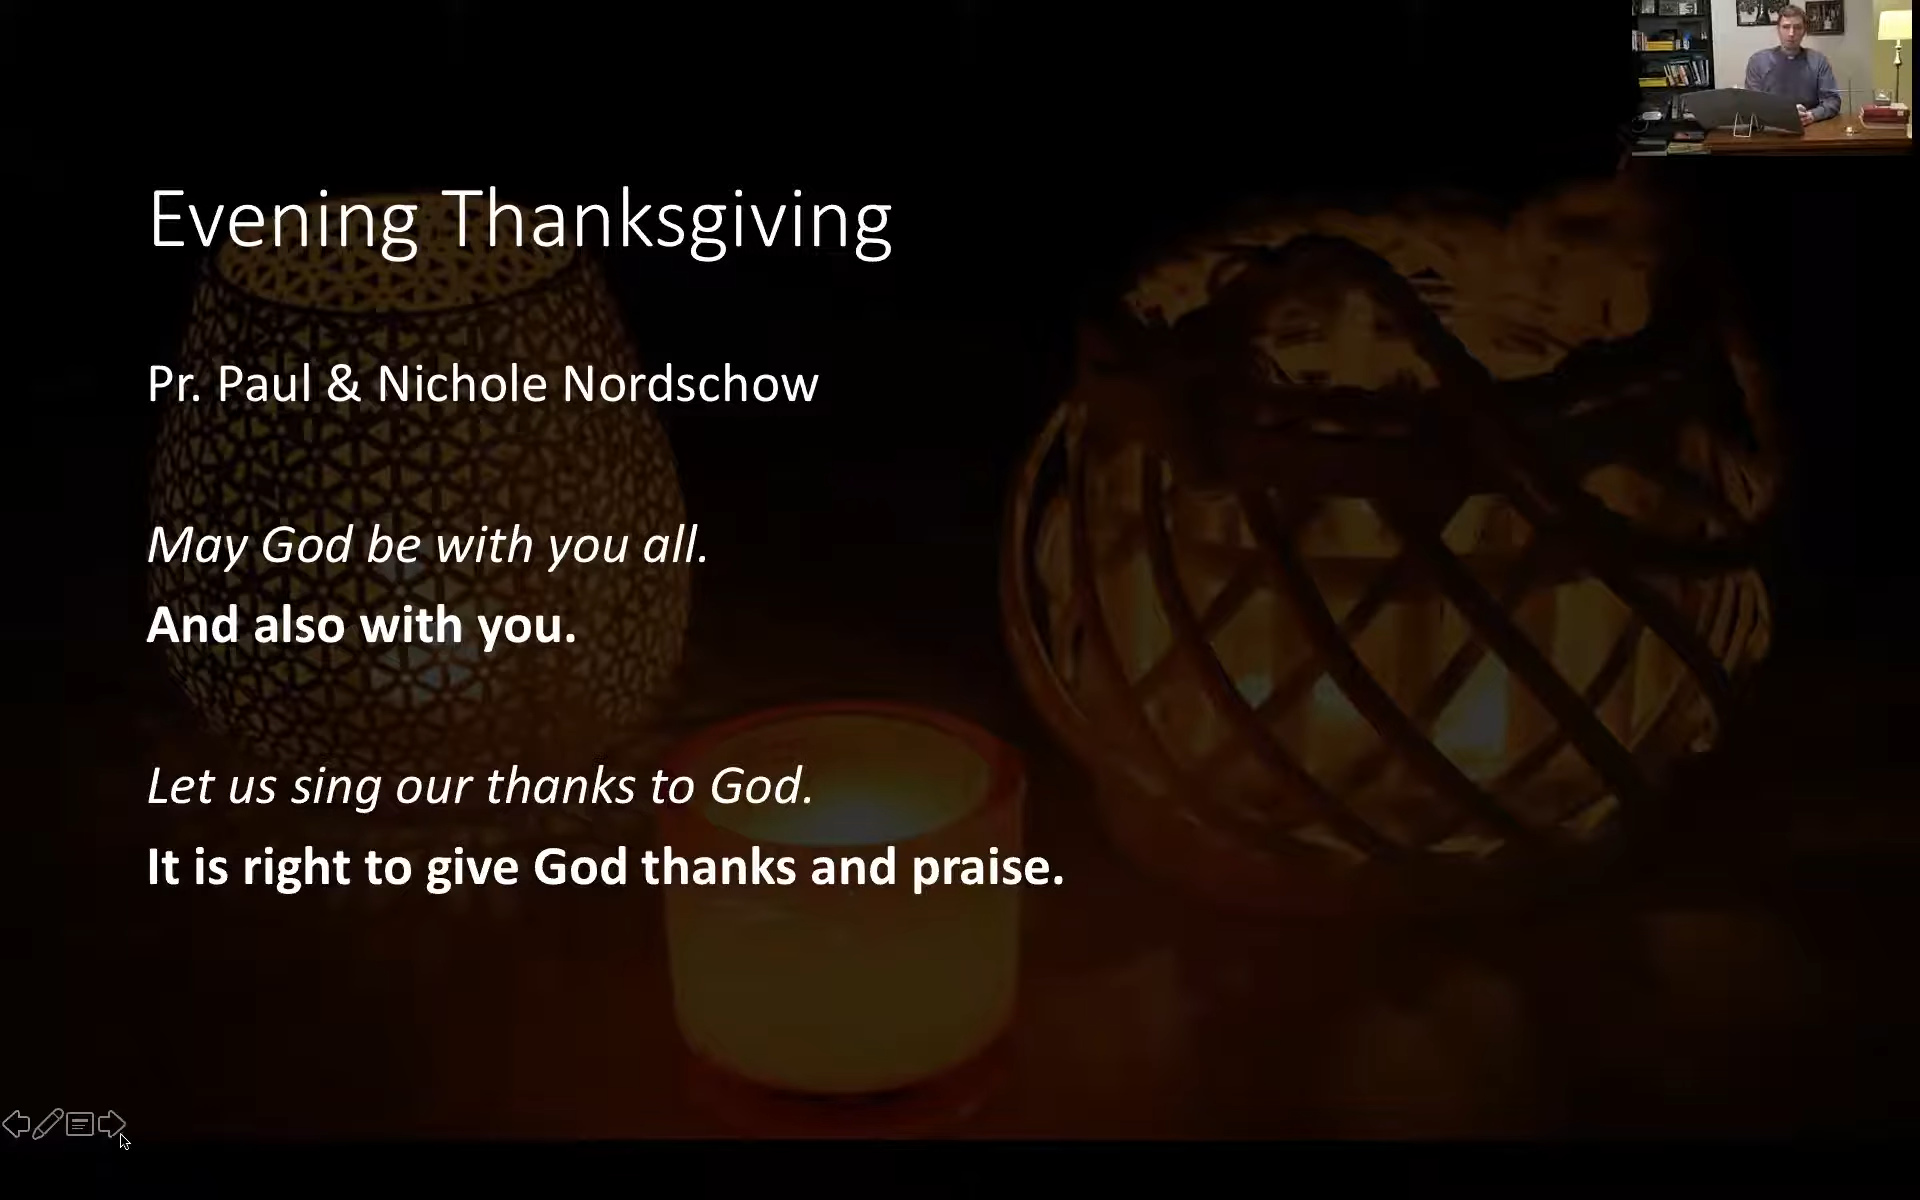 Evening Thanksgiving
Pr. Paul & Nichole Nordschow
May God be with you all.
And also with you.
Let us sing our thanks to God.
It is right to give God thanks and praise.